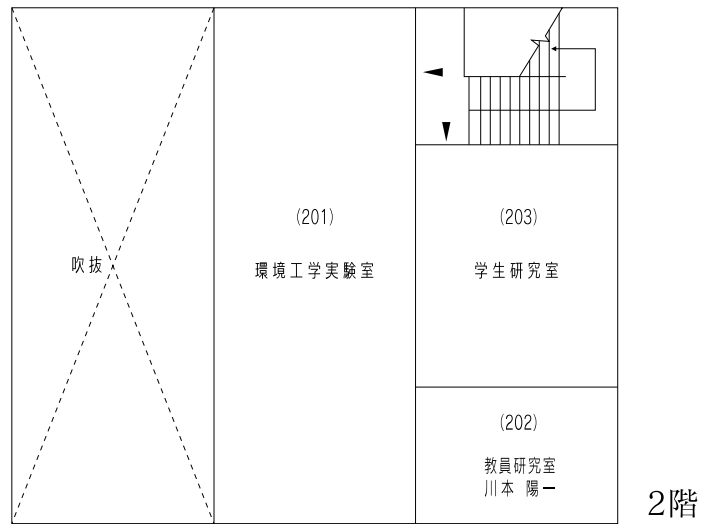 吹抜
(201)
環境工学実験室
(203)
学生研究室
(202)
教員研究室
川本 陽一
2階